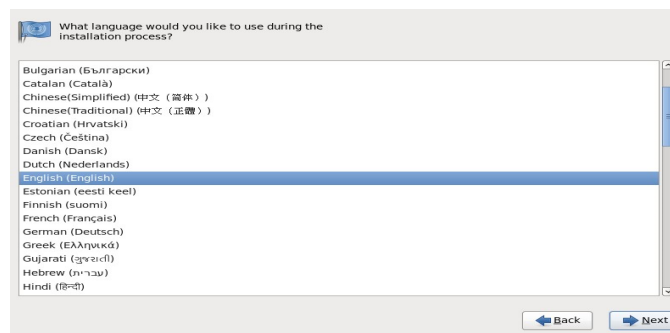 What language would you like to use during the
installation process?
Bulgarian (Български)
Catalan (Català)
Chinese(Simplified) (中文（简体）)
Chinese(Traditional) (中文（正體）)
Croatian (Hrvatski)
Czech (Čeština)
Danish (Dansk)
Dutch (Nederlands)
English (English)
Estonian (eesti keel)
Finnish (suomi)
French (Français)
German (Deutsch)
Greek (Ελληνικά)
Gujarati (ગુજરાતી)
Hebrew (עברית)
Hindi (हिन्दी)
Back
Next